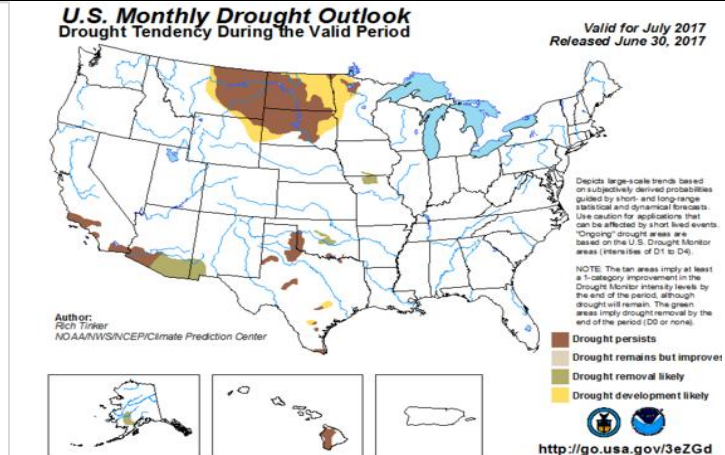 U.S. Monthly Drought Outlook
Drought Tendency During the Valid Period
Valid for July 2017
Released June 30, 2017
Depicts large-scale trends based
on subjectively derived probabilities
guided by short- and long-range
statistical and dynamical forecasts.
Use caution for applications that
can be affected by short lived events.
"Ongoing" drought areas are
based on the U.S. Drought Monitor
areas (intensities of D1 to D4).
NOTE: The tan areas imply at least
a 1-category improvement in the
Drought Monitor intensity levels by
the end of the period, although
drought will remain. The green
areas imply drought removal by the
end of the period (D0 or none).
Author:
Rich Tinker
NOAA/NWS/NCEP/Climate Prediction Center
Drought persists
Drought remains but improves
Drought removal likely
Drought development likely
http://go.usa.gov/3eZGd